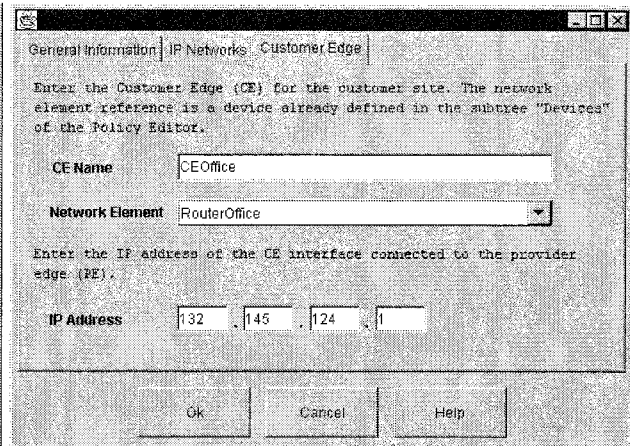 General Information IP Networks Customer Edge
Enter the Customer Edge (CE) for the customer site. The network
element reference is a device already defined in the subtree "Devices"
of the Policy Editor.
CE Name CEOffice
Network Element RouterOffice
Enter the IP address of the CE interface connected to the provider
edge (PE).
IP Address 132 . 145 . 124 . 1
Ok Cancel Help